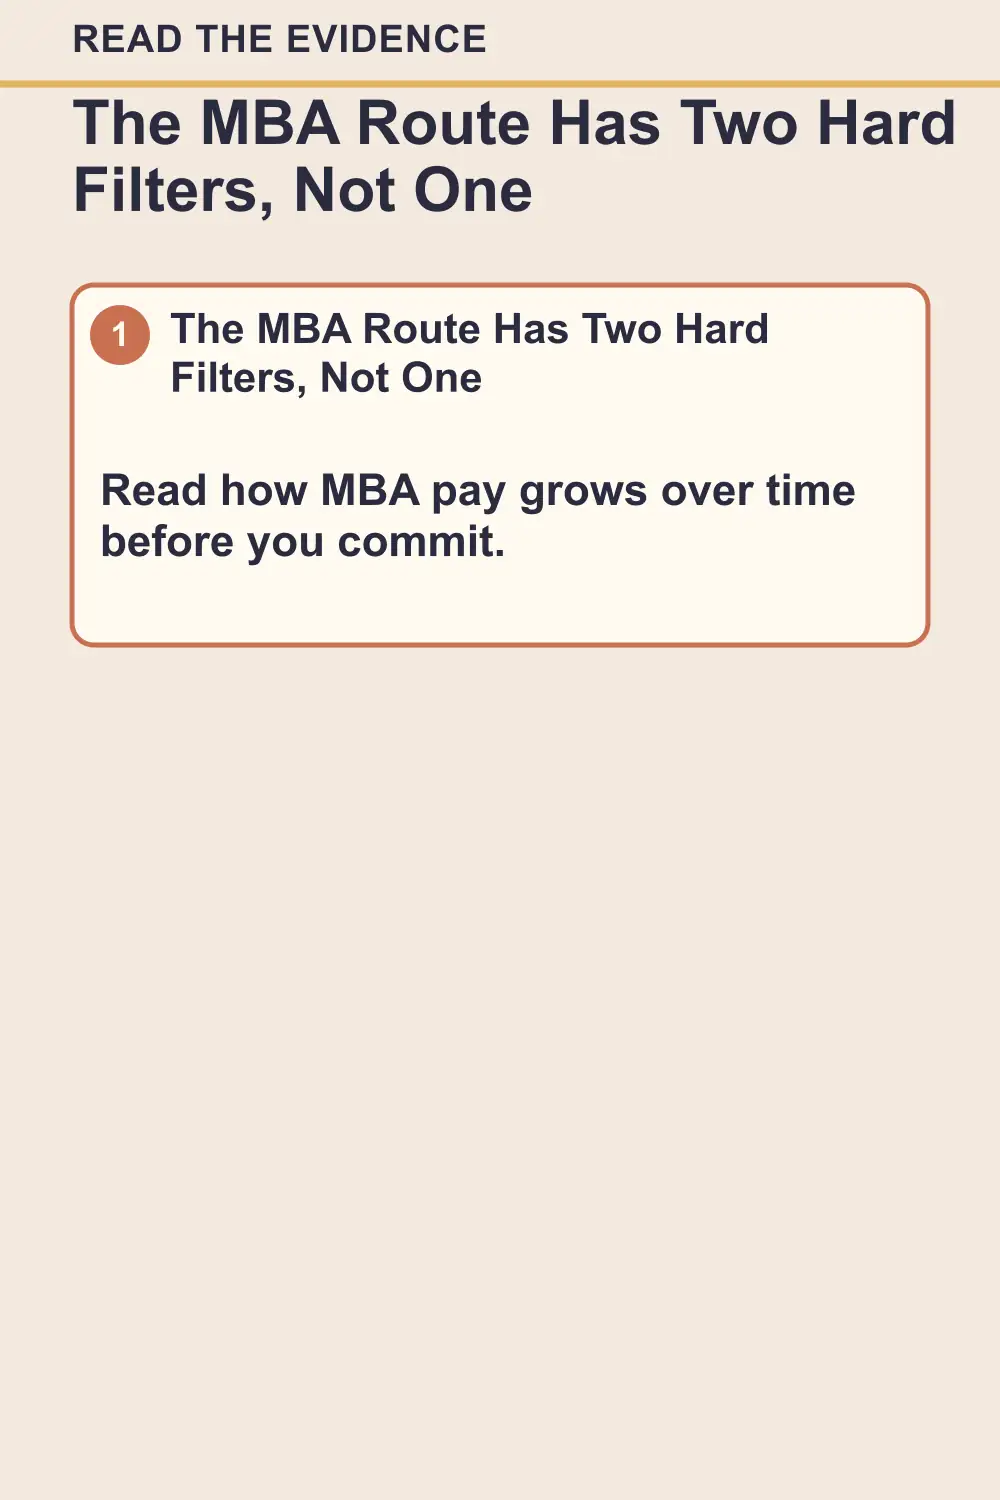 READ THE EVIDENCE
The MBA Route Has Two Hard
Filters, Not One
1
The MBA Route Has Two Hard
Filters, Not One
Read how MBA pay grows over time
before you commit.